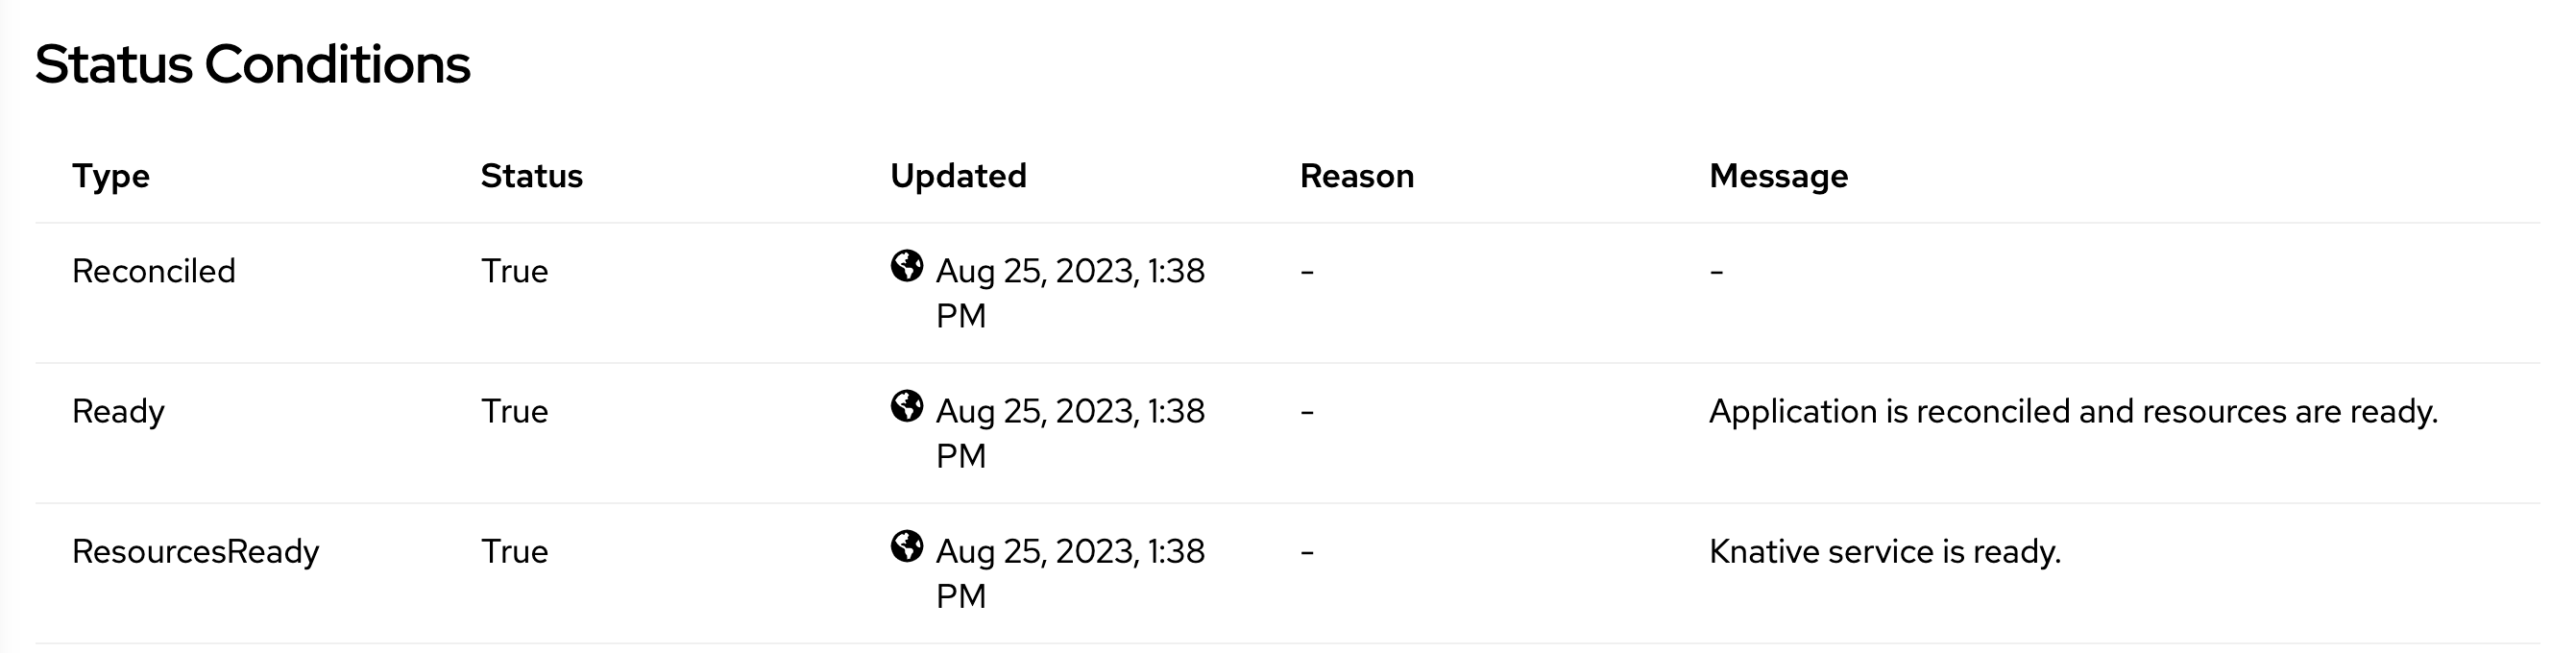 Status Conditions
Type Status Updated Reason Message
Reconciled True Aug 25, 2023, 1:38 - -
PM
Ready True Aug 25, 2023, 1:38 - Application is reconciled and resources are ready.
PM
ResourcesReady True Aug 25, 2023, 1:38 - Knative service is ready.
PM